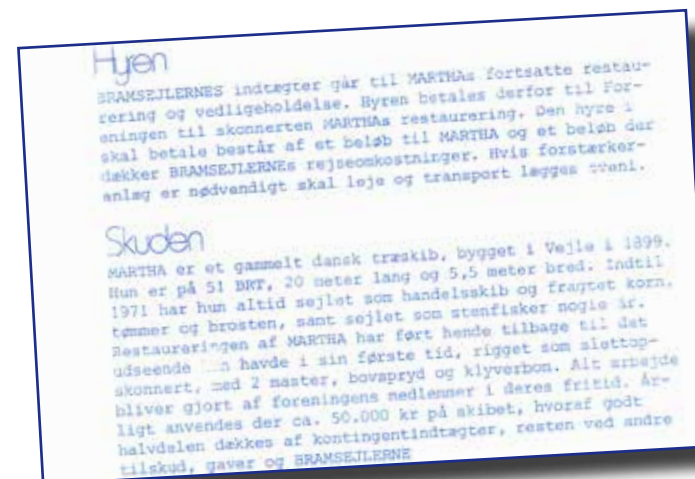 Hyren
BRAMSEJLERNES indtægter går til MARTHAs fortsatte restau-
rering og vedligeholdelse. Hyren betales derfor til For-
eningen til skonnerten MARTHAs restaurering. Den hyre i
skal betale består af et beløb til MARTHA og et beløb der
dækker BRAMSEJLERNEs rejseomkostninger. Hvis forstærker-
anlæg er nødvendigt skal leje og transport lægges oveni.
Skuden
MARTHA er et gammelt dansk træskib, bygget i Vejle i 1899.
Hun er på 51 BRT, 20 meter lang og 5,5 meter bred. Indtil
1971 har hun altid sejlet som handelsskib og fragtet korn,
tømmer og brosten, samt sejlet som stenfisker nogle år.
Restaureringen af MARTHA har ført hende tilbage til det
udseende havde i sin første tid, rigget som slettop-
skonnert, med 2 master, bovspryd og klyverbom. Alt arbejde
bliver gjort af foreningens medlemmer i deres fritid. År-
ligt anvendes der ca. 50.000 kr på skibet, hvoraf godt
halvdelen dækkes af kontingentindtægter, resten ved andre
tilskud, gaver og BRAMSEJLERNE